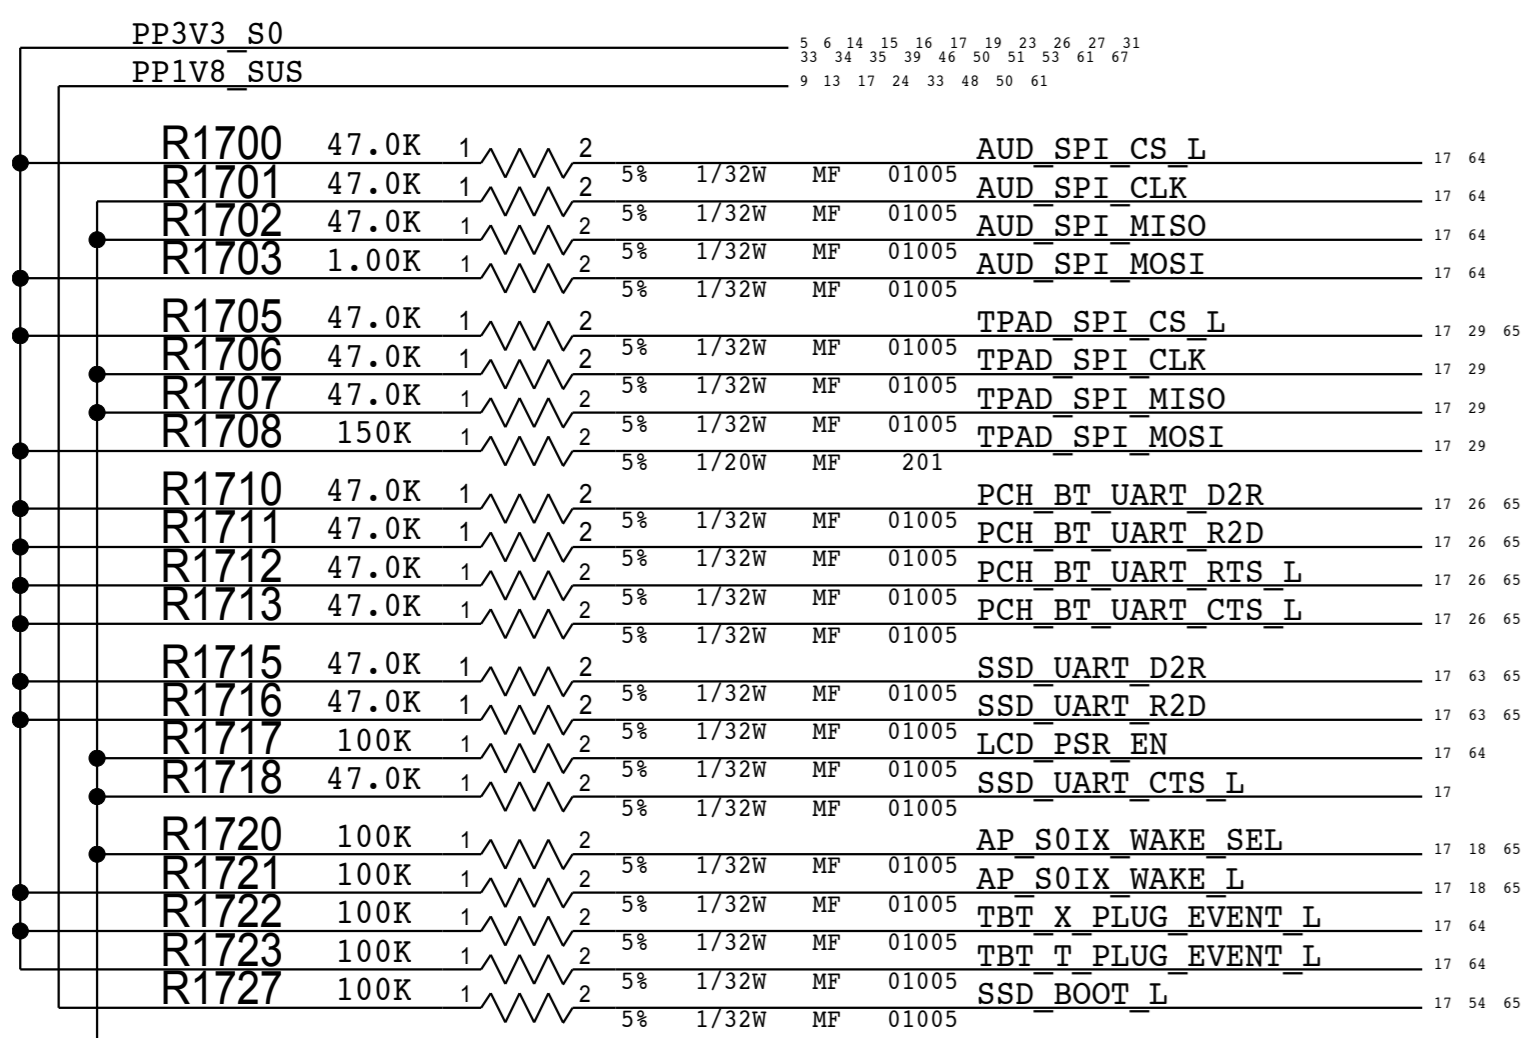 PP3V3_S0
5 6 14 15 16 17 19 23 26 27 31
33 34 35 39 46 50 51 53 61 67
PP1V8_SUS
9 13 17 24 33 48 50 61
R1700 47.0K 1 2 AUD_SPI_CS_L 17 64
5% 1/32W MF 01005
R1701 47.0K 1 2 AUD_SPI_CLK 17 64
5% 1/32W MF 01005
R1702 47.0K 1 2 AUD_SPI_MISO 17 64
5% 1/32W MF 01005
R1703 1.00K 1 2 AUD_SPI_MOSI 17 64
5% 1/32W MF 01005
R1705 47.0K 1 2 TPAD_SPI_CS_L 17 29 65
5% 1/32W MF 01005
R1706 47.0K 1 2 TPAD_SPI_CLK 17 29
5% 1/32W MF 01005
R1707 47.0K 1 2 TPAD_SPI_MISO 17 29
5% 1/32W MF 01005
R1708 150K 1 2 TPAD_SPI_MOSI 17 29
5% 1/20W MF 201
R1710 47.0K 1 2 PCH_BT_UART_D2R 17 26 65
5% 1/32W MF 01005
R1711 47.0K 1 2 PCH_BT_UART_R2D 17 26 65
5% 1/32W MF 01005
R1712 47.0K 1 2 PCH_BT_UART_RTS_L 17 26 65
5% 1/32W MF 01005
R1713 47.0K 1 2 PCH_BT_UART_CTS_L 17 26 65
5% 1/32W MF 01005
R1715 47.0K 1 2 SSD_UART_D2R 17 63 65
5% 1/32W MF 01005
R1716 47.0K 1 2 SSD_UART_R2D 17 63 65
5% 1/32W MF 01005
R1717 100K 1 2 LCD_PSR_EN 17 64
5% 1/32W MF 01005
R1718 47.0K 1 2 SSD_UART_CTS_L 17
5% 1/32W MF 01005
R1720 100K 1 2 AP_S0IX_WAKE_SEL 17 18 65
5% 1/32W MF 01005
R1721 100K 1 2 AP_S0IX_WAKE_L 17 18 65
5% 1/32W MF 01005
R1722 100K 1 2 TBT_X_PLUG_EVENT_L 17 64
5% 1/32W MF 01005
R1723 100K 1 2 TBT_T_PLUG_EVENT_L 17 64
5% 1/32W MF 01005
R1727 100K 1 2 SSD_BOOT_L 17 54 65
5% 1/32W MF 01005